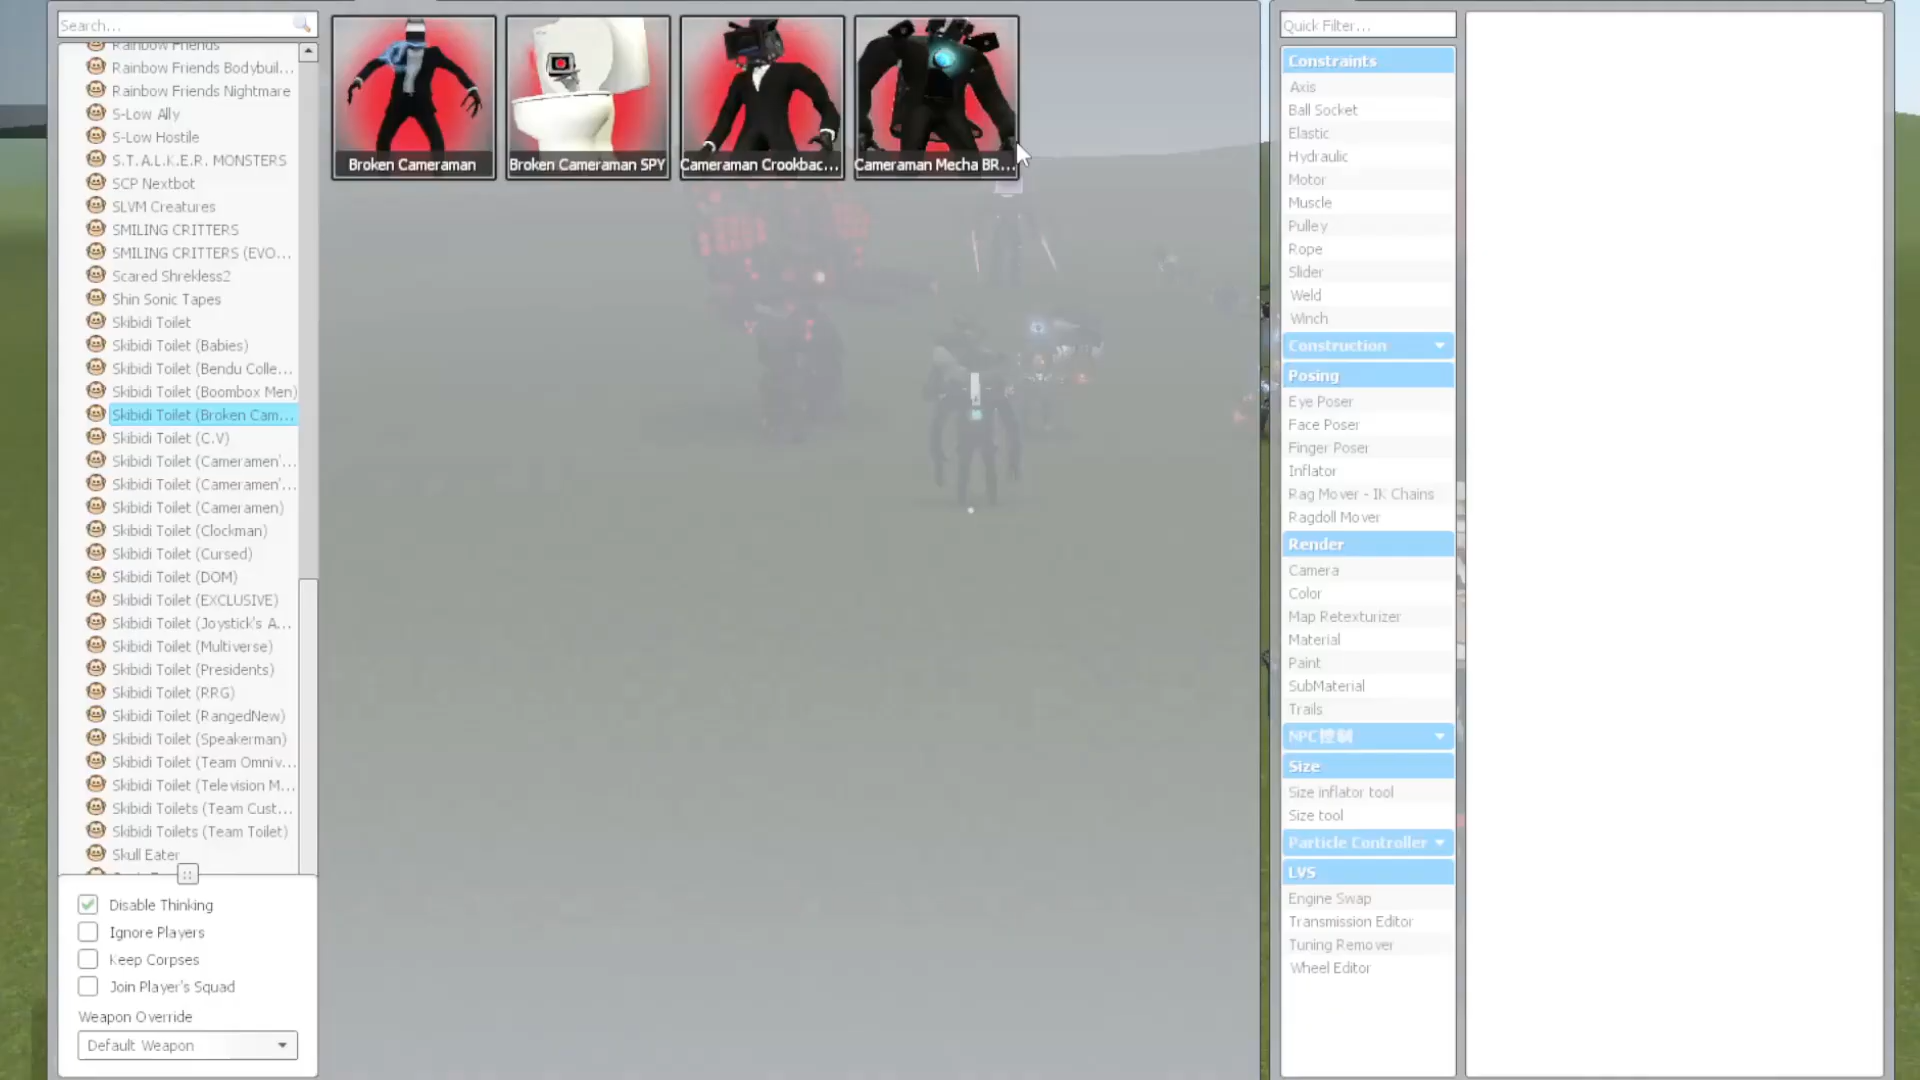 Search...
Rainbow Friends
Rainbow Friends Bodybuil...
Rainbow Friends Nightmare
S-Low Ally
S-Low Hostile
S.T.A.L.K.E.R. MONSTERS
SCP Nextbot
SLVM Creatures
SMILING CRITTERS
SMILING CRITTERS (EVO...
Scared Shrekless2
Shin Sonic Tapes
Skibidi Toilet
Skibidi Toilet (Babies)
Skibidi Toilet (Bendu Colle...
Skibidi Toilet (Boombox Men)
Skibidi Toilet (Broken Cam...
Skibidi Toilet (C.V)
Skibidi Toilet (Cameramen'...
Skibidi Toilet (Cameramen'...
Skibidi Toilet (Cameramen)
Skibidi Toilet (Clockman)
Skibidi Toilet (Cursed)
Skibidi Toilet (DOM)
Skibidi Toilet (EXCLUSIVE)
Skibidi Toilet (Joystick's A...
Skibidi Toilet (Multiverse)
Skibidi Toilet (Presidents)
Skibidi Toilet (RRG)
Skibidi Toilet (RangedNew)
Skibidi Toilet (Speakerman)
Skibidi Toilet (Team Omniv...
Skibidi Toilet (Television M...
Skibidi Toilets (Team Cust...
Skibidi Toilets (Team Toilet)
Skull Eater
Disable Thinking
Ignore Players
Keep Corpses
Join Player's Squad
Weapon Override
Default Weapon
Broken Cameraman
Broken Cameraman SPY
Cameraman Crookbac...
Cameraman Mecha BR...
Quick Filter...
Constraints
Axis
Ball Socket
Elastic
Hydraulic
Motor
Muscle
Pulley
Rope
Slider
Weld
Winch
Construction
Posing
Eye Poser
Face Poser
Finger Poser
Inflator
Rag Mover - IK Chains
Ragdoll Mover
Render
Camera
Color
Map Retexturizer
Material
Paint
SubMaterial
Trails
NPC控制
Size
Size inflator tool
Size tool
Particle Controller
LVS
Engine Swap
Transmission Editor
Tuning Remover
Wheel Editor